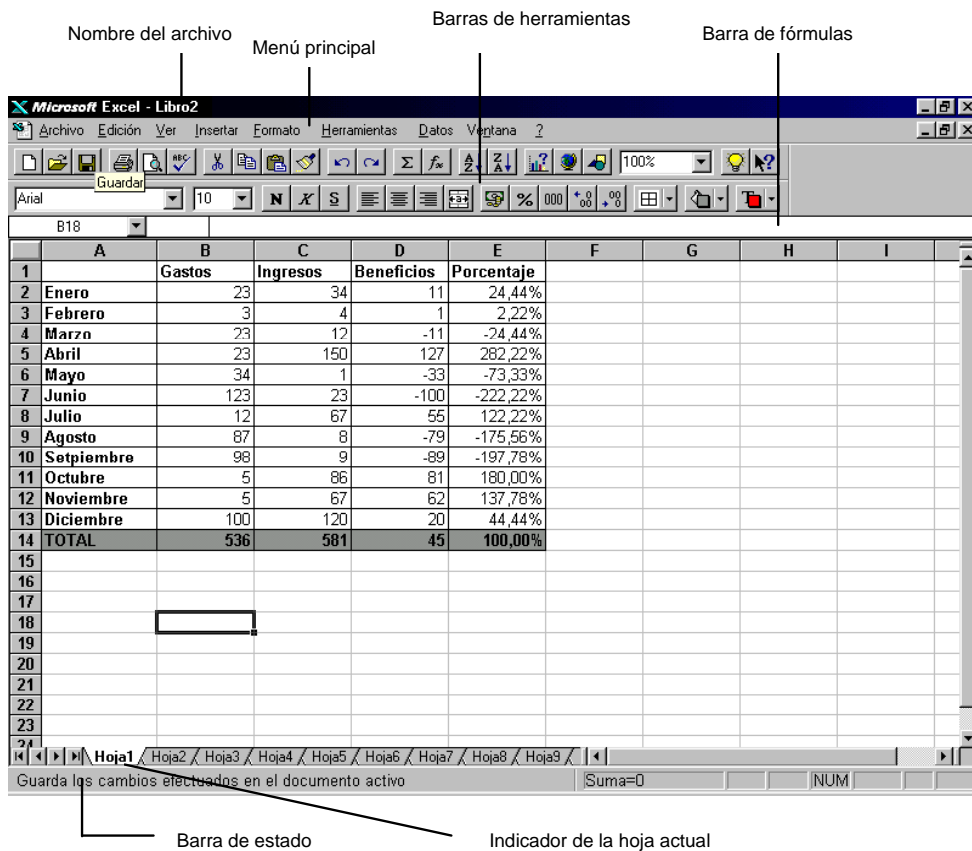 Barras de herramientas
Nombre del archivo
Menú principal
Barra de fórmulas
Microsoft Excel - Libro2
Archivo Edición Ver Insertar Formato Herramientas Datos Ventana ?
ABC Σ fx A Z Z A ? 100% ?
Guardar
Arial 10 N K S % 000
B18
A B C D E F G H I
1 Gastos Ingresos Beneficios Porcentaje
2 Enero 23 34 11 24,44%
3 Febrero 3 4 1 2,22%
4 Marzo 23 12 -11 -24,44%
5 Abril 23 150 127 282,22%
6 Mayo 34 1 -33 -73,33%
7 Junio 123 23 -100 -222,22%
8 Julio 12 67 55 122,22%
9 Agosto 87 8 -79 -175,56%
10 Setpiembre 98 9 -89 -197,78%
11 Octubre 5 86 81 180,00%
12 Noviembre 5 67 62 137,78%
13 Diciembre 100 120 20 44,44%
14 TOTAL 536 581 45 100,00%
15
16
17
18
19
20
21
22
23
24
Hoja1 Hoja2 Hoja3 Hoja4 Hoja5 Hoja6 Hoja7 Hoja8 Hoja9
Guarda los cambios efectuados en el documento activo Suma=0 NUM
Barra de estado
Indicador de la hoja actual